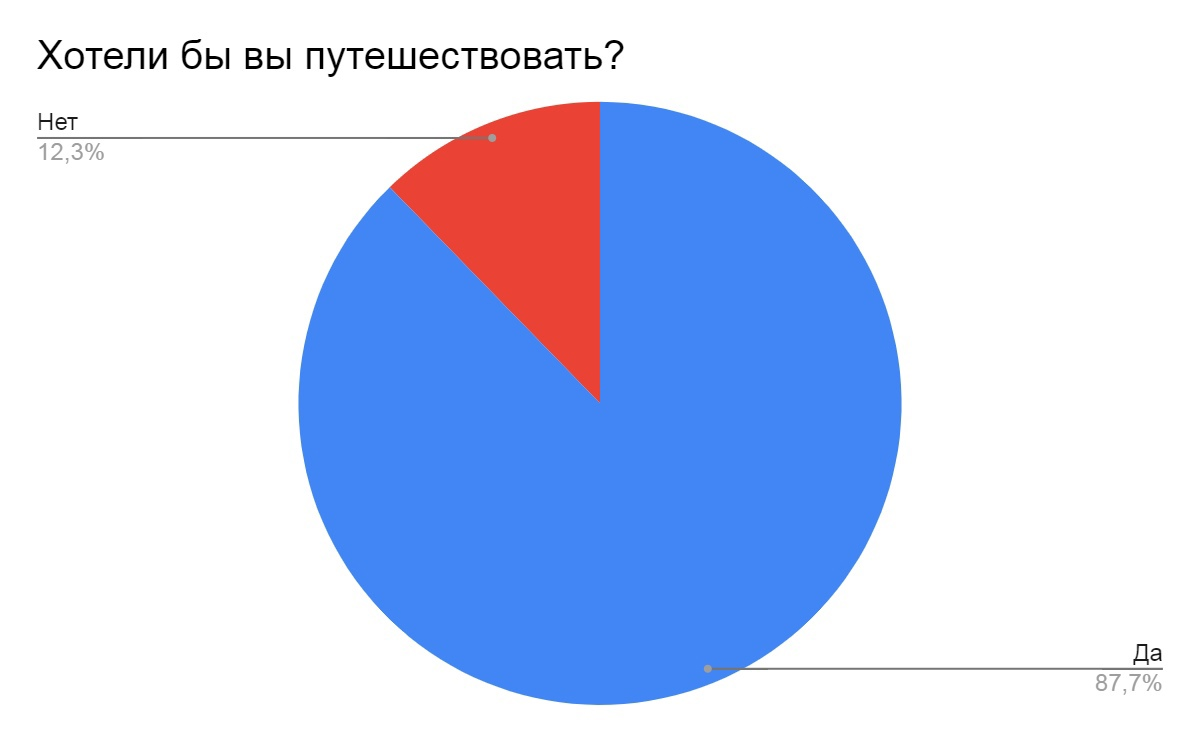 Хотели бы вы путешествовать?
Нет
12,3%
Да
87,7%